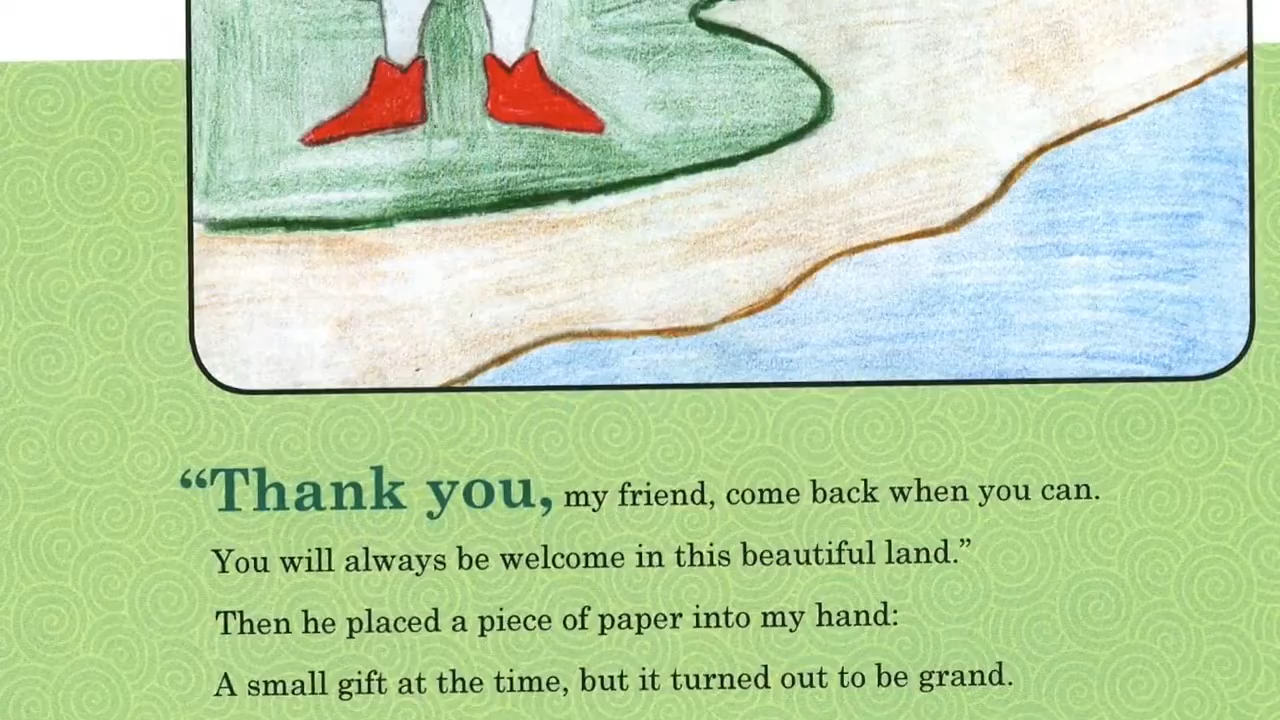 “Thank you, my friend, come back when you can.
You will always be welcome in this beautiful land.”
Then he placed a piece of paper into my hand:
A small gift at the time, but it turned out to be grand.